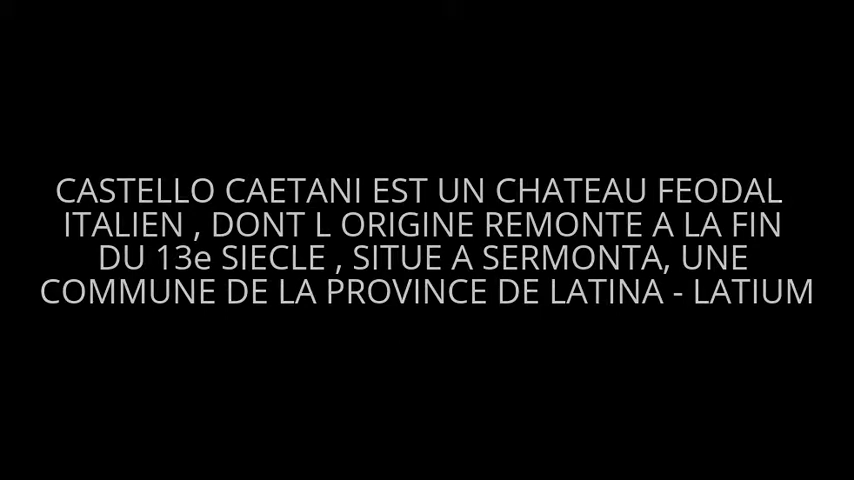 CASTELLO CAETANI EST UN CHATEAU FEODAL
ITALIEN , DONT L ORIGINE REMONTE A LA FIN
DU 13e SIECLE , SITUE A SERMONTA, UNE
COMMUNE DE LA PROVINCE DE LATINA - LATIUM